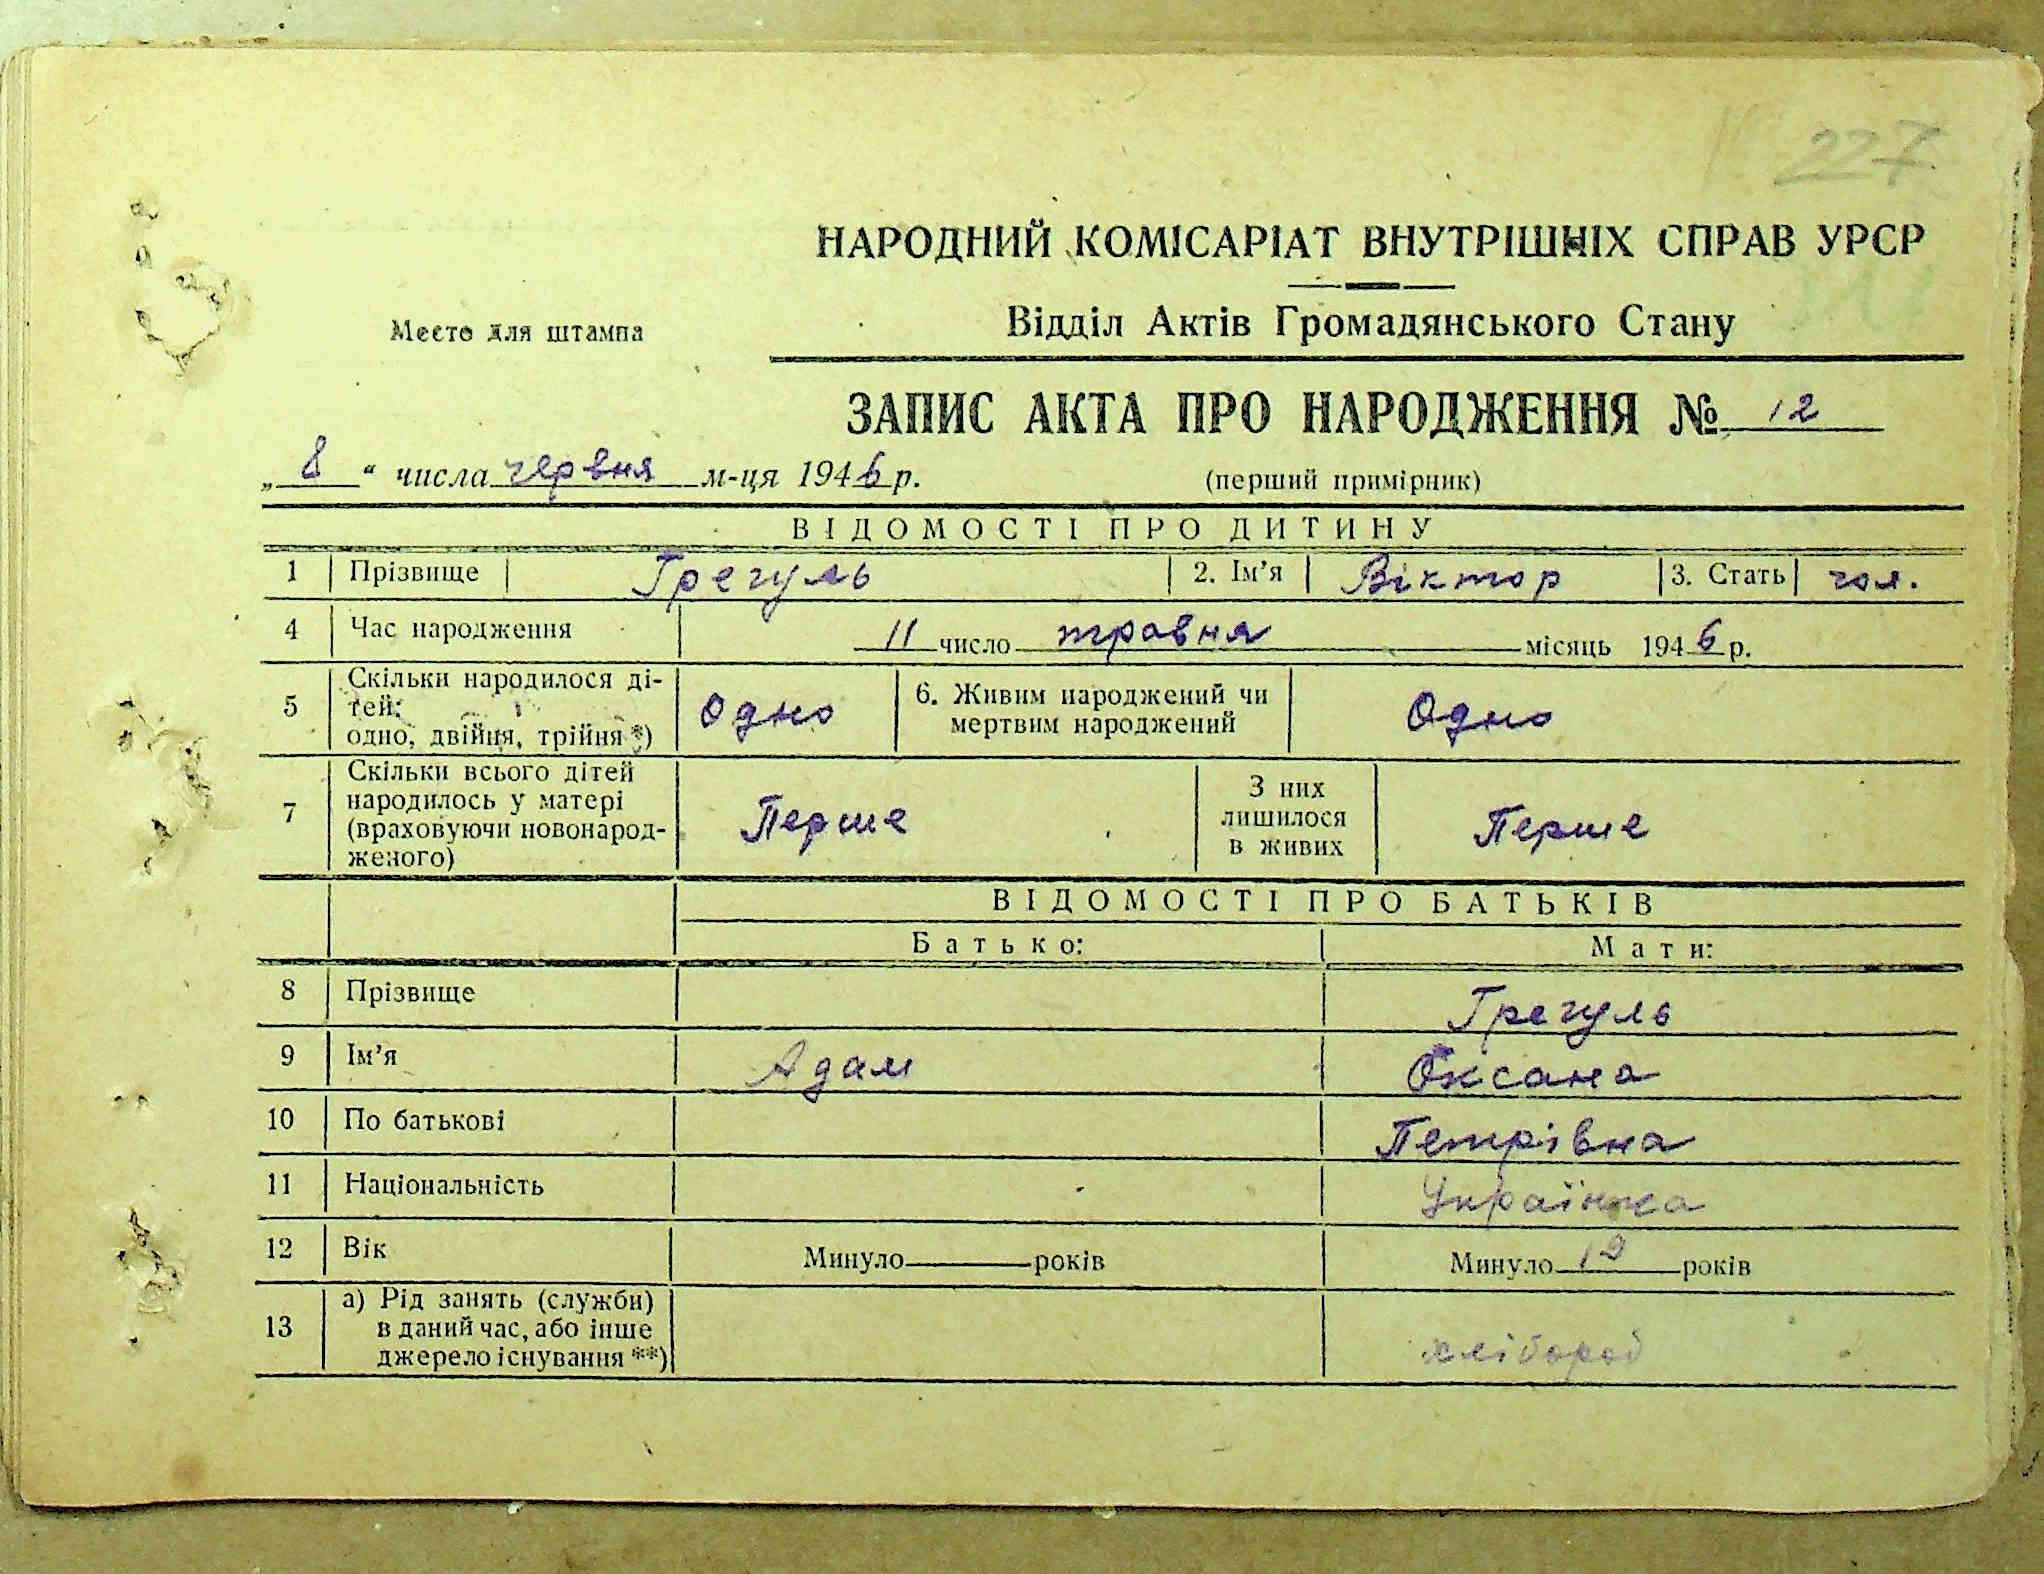 227
НАРОДНИЙ КОМІСАРІАТ ВНУТРІШНІХ СПРАВ УРСР
Место для штампа
Відділ Актів Громадянського Стану
ЗАПИС АКТА ПРО НАРОДЖЕННЯ № 12
„ 8 “ числа червня м-ця 1946 р. (перший примірник)
ВІДОМОСТІ ПРО ДИТИНУ
1 Прізвище Грегуль 2. Ім’я Віктор 3. Стать чол.
4 Час народження 11 число травня місяць 1946 р.
5 Скільки народилося ді-
тей:
одно, двійня, трійня *) Одно 6. Живим народжений чи
мертвим народжений Одно
7 Скільки всього дітей
народилось у матері
(враховуючи новонарод-
женого) Перше З них
лишилося
в живих Перше
ВІДОМОСТІ ПРО БАТЬКІВ
Батько: Мати:
8 Прізвище Грегуль
9 Ім’я Адам Оксана
10 По батькові Петрівна
11 Національність Українка
12 Вік Минуло років Минуло 19 років
13 а) Рід занять (служби)
в даний час, або інше
джерело існування **) хлібороб